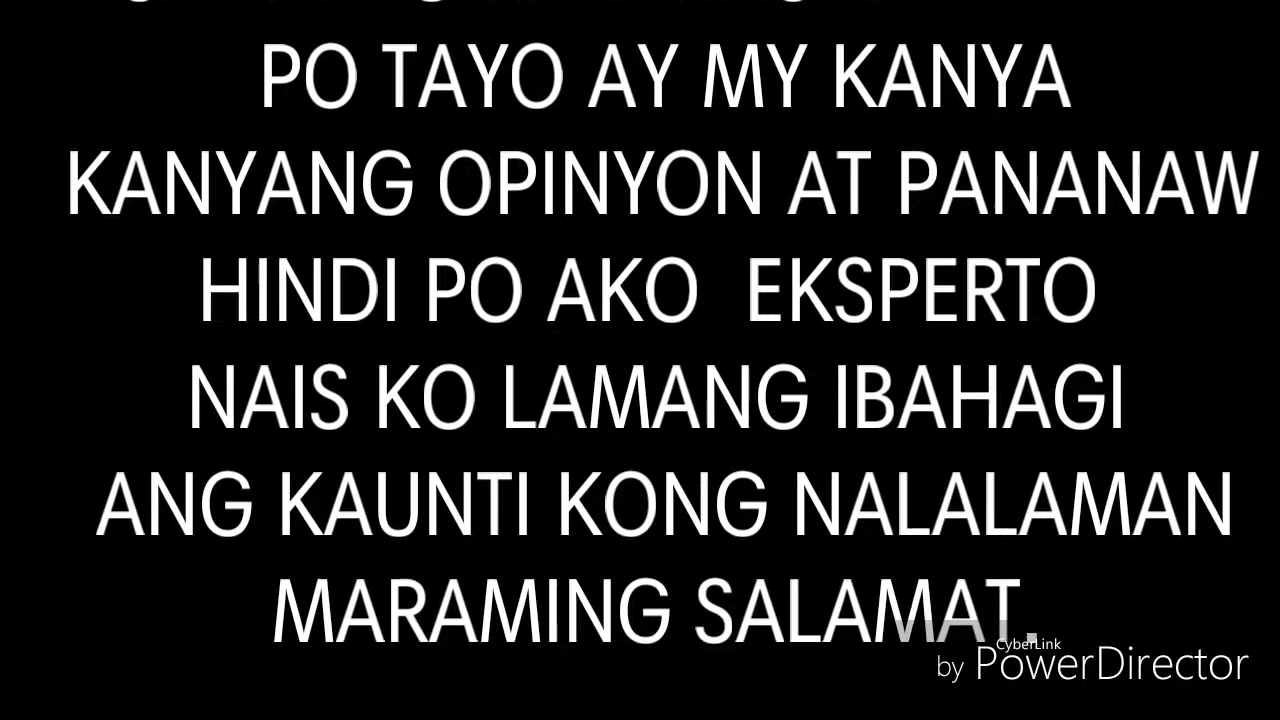 PO TAYO AY MY KANYA
KANYANG OPINYON AT PANANAW
HINDI PO AKO EKSPERTO
NAIS KO LAMANG IBAHAGI
ANG KAUNTI KONG NALALAMAN
MARAMING SALAMAT.
CyberLink
by PowerDirector